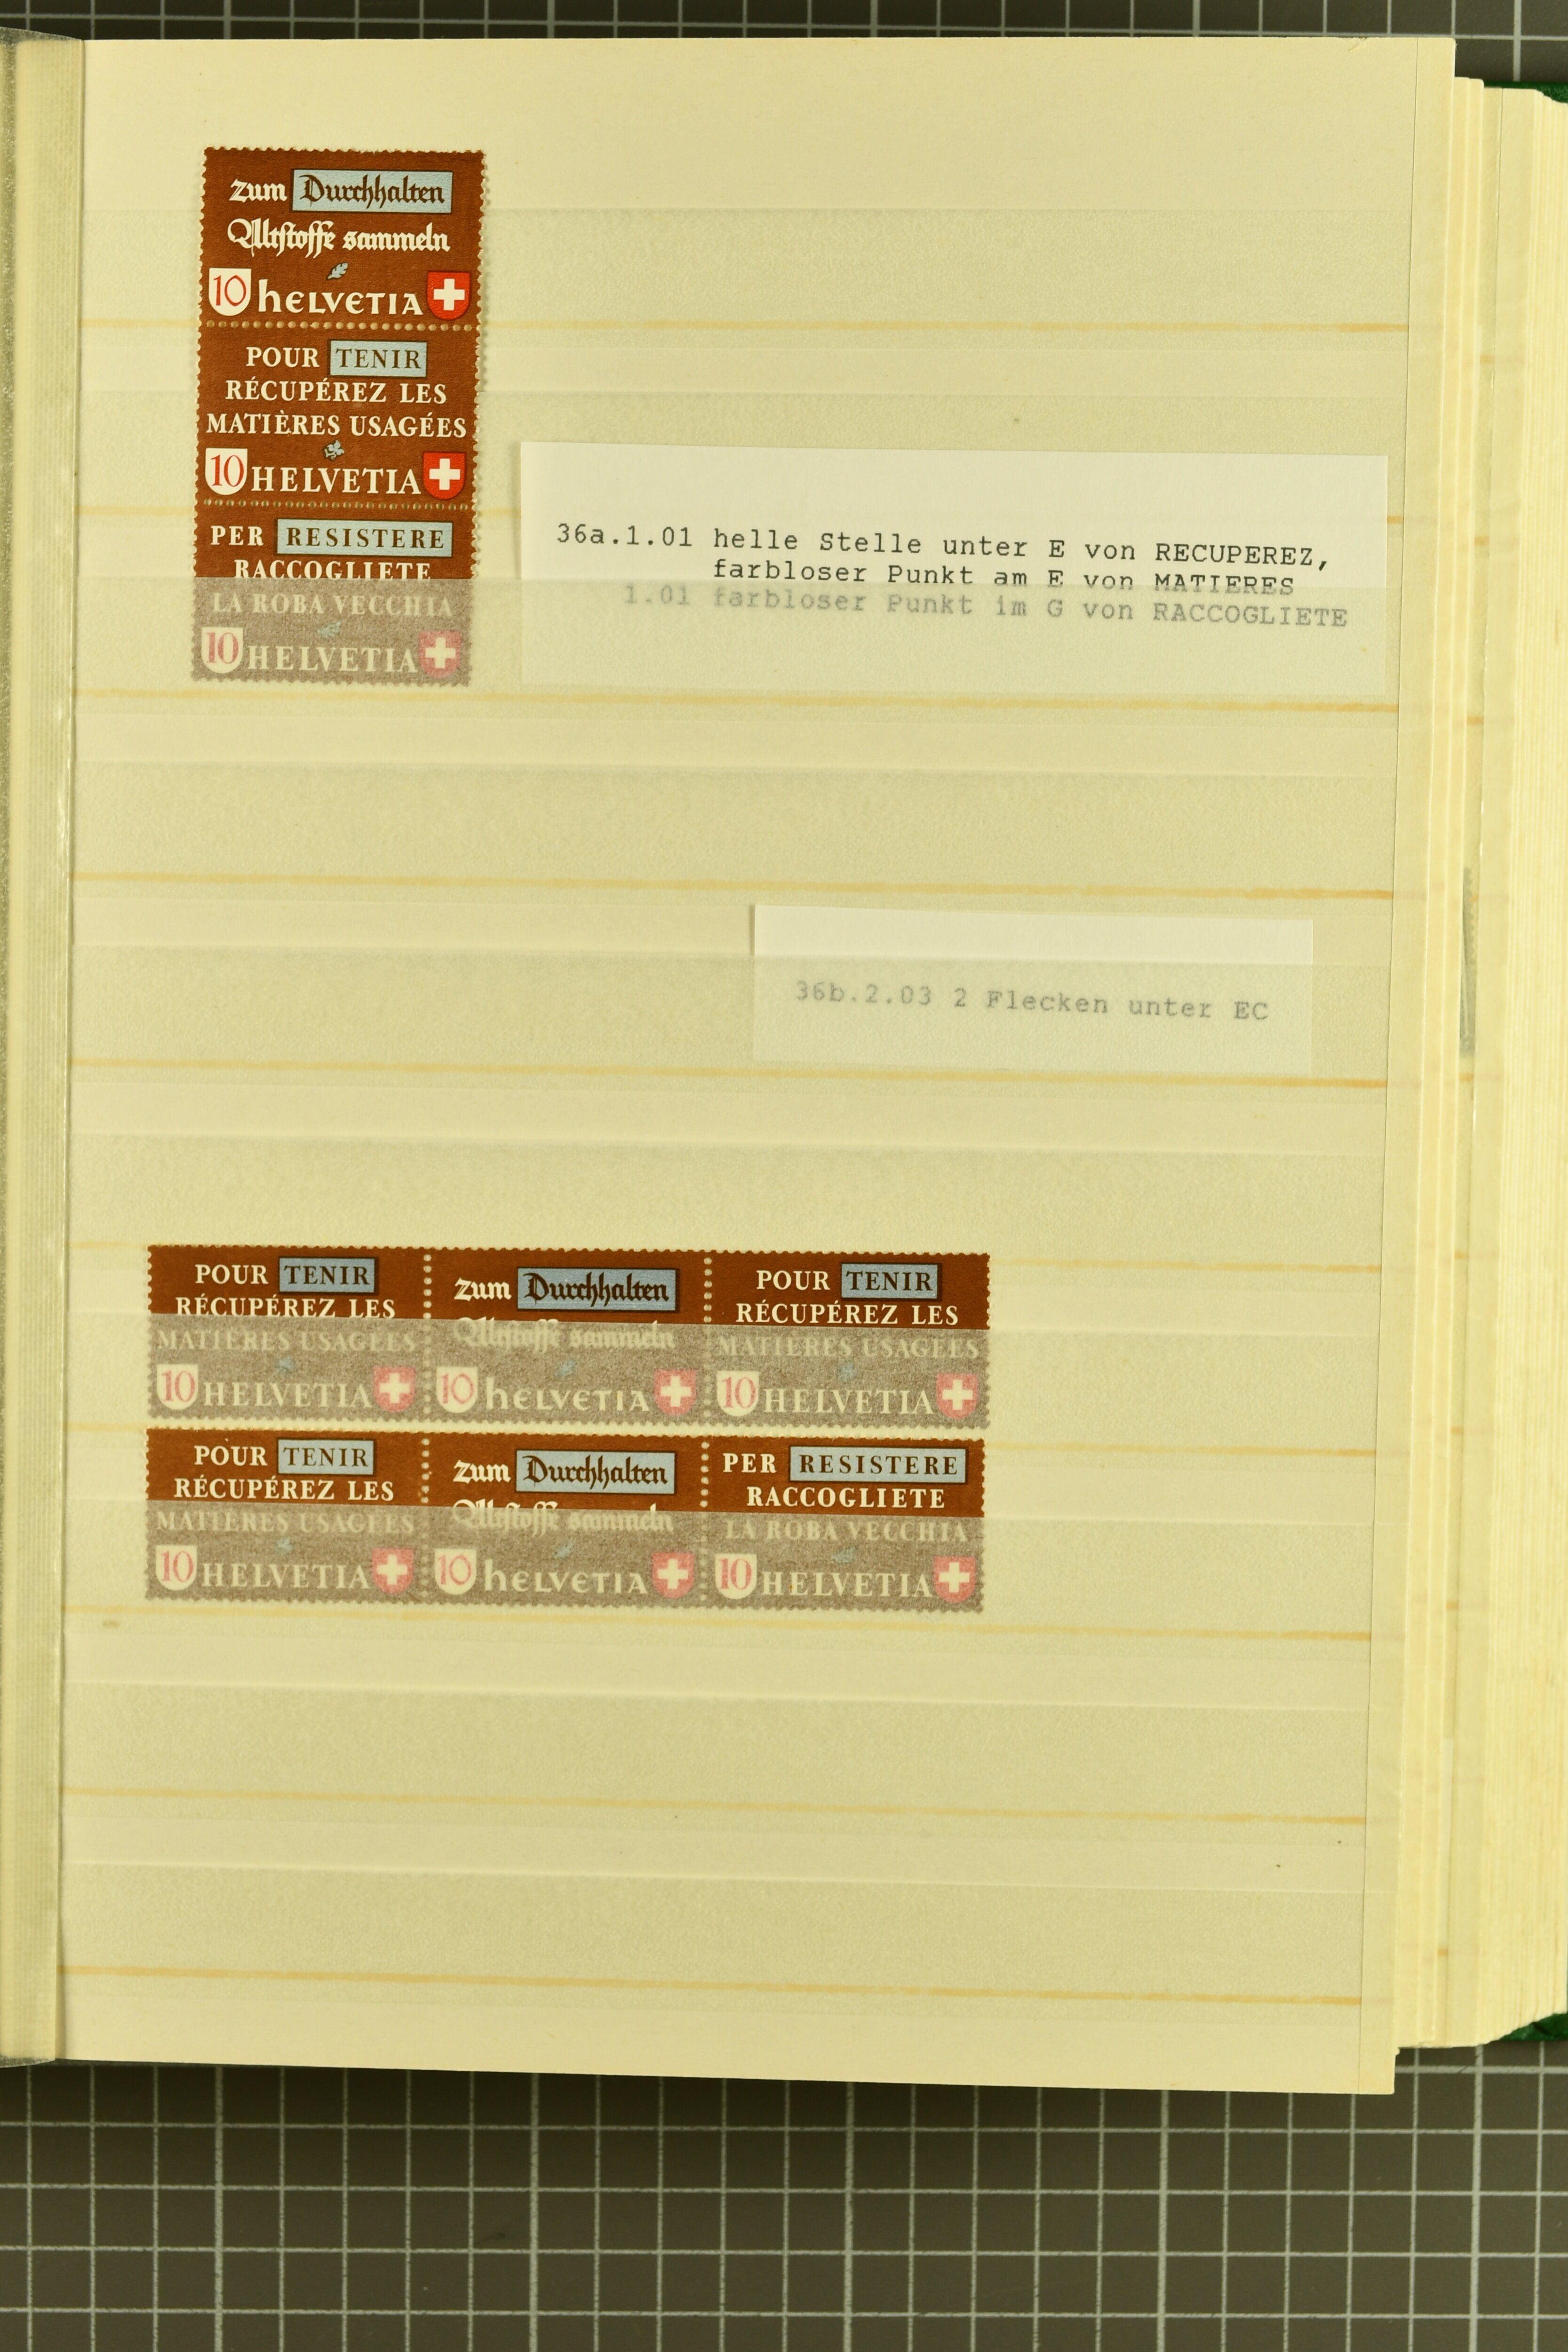 zum Durchhalten
Altstoffe sammeln
10 hELVETIA
POUR TENIR
RÉCUPÉREZ LES
MATIÈRES USAGÉES
10 HELVETIA
PER RESISTERE
RACCOGLIETE
LA ROBA VECCHIA
10 HELVETIA
36a.1.01 helle Stelle unter E von RECUPEREZ,
farbloser Punkt am E von MATIERES
1.01 farbloser Punkt im G von RACCOGLIETE
36b.2.03 2 Flecken unter EC
POUR TENIR
RÉCUPÉREZ LES
MATIÈRES USAGÉES
10 HELVETIA
zum Durchhalten
Altstoffe sammeln
10 hELVETIA
POUR TENIR
RÉCUPÉREZ LES
MATIÈRES USAGÉES
10 HELVETIA
POUR TENIR
RÉCUPÉREZ LES
MATIÈRES USAGÉES
10 HELVETIA
zum Durchhalten
Altstoffe sammeln
10 hELVETIA
PER RESISTERE
RACCOGLIETE
LA ROBA VECCHIA
10 HELVETIA